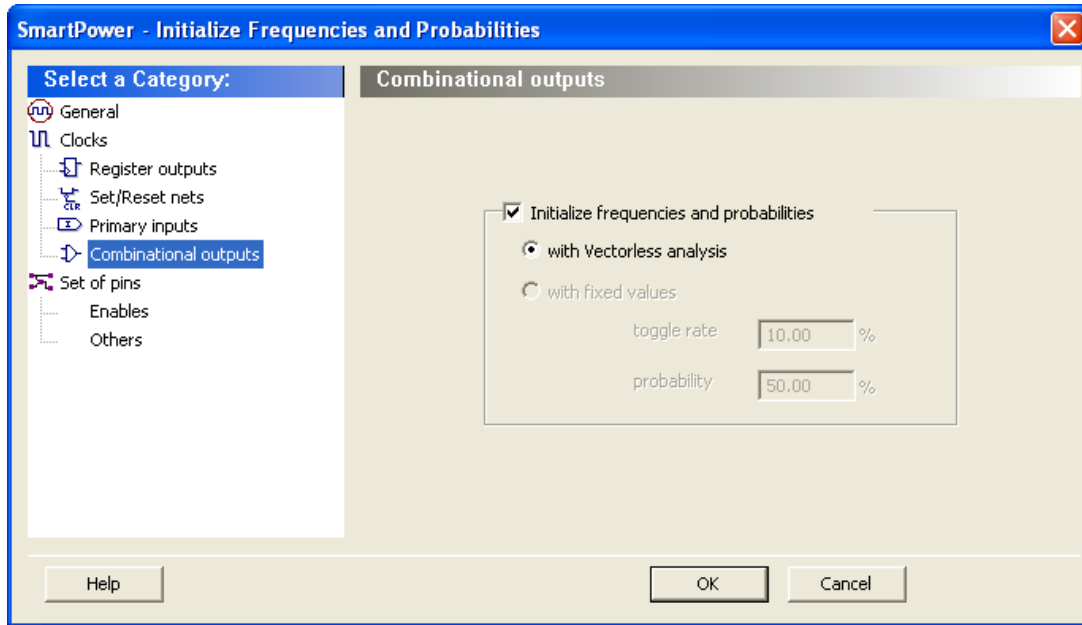 SmartPower - Initialize Frequencies and Probabilities
Select a Category:
General
Clocks
Register outputs
CLR
Set/Reset nets
I
Primary inputs
Combinational outputs
Set of pins
Enables
Others
Combinational outputs
Initialize frequencies and probabilities
with Vectorless analysis
with fixed values
toggle rate 10.00 %
probability 50.00 %
Help
OK
Cancel